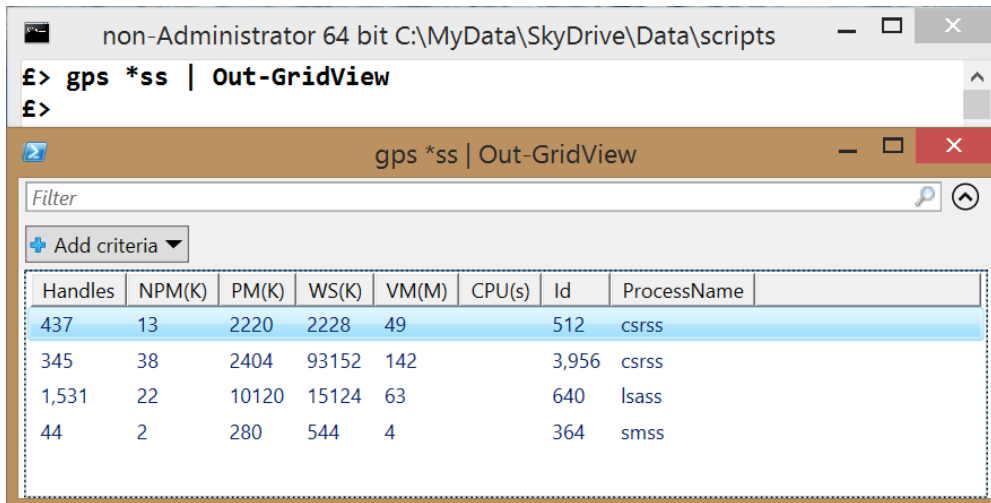 non-Administrator 64 bit C:\MyData\SkyDrive\Data\scripts
£> gps *ss | Out-GridView
£>
gps *ss | Out-GridView
Filter
Add criteria
Handles NPM(K) PM(K) WS(K) VM(M) CPU(s) Id ProcessName
437 13 2220 2228 49 512 csrss
345 38 2404 93152 142 3,956 csrss
1,531 22 10120 15124 63 640 lsass
44 2 280 544 4 364 smss